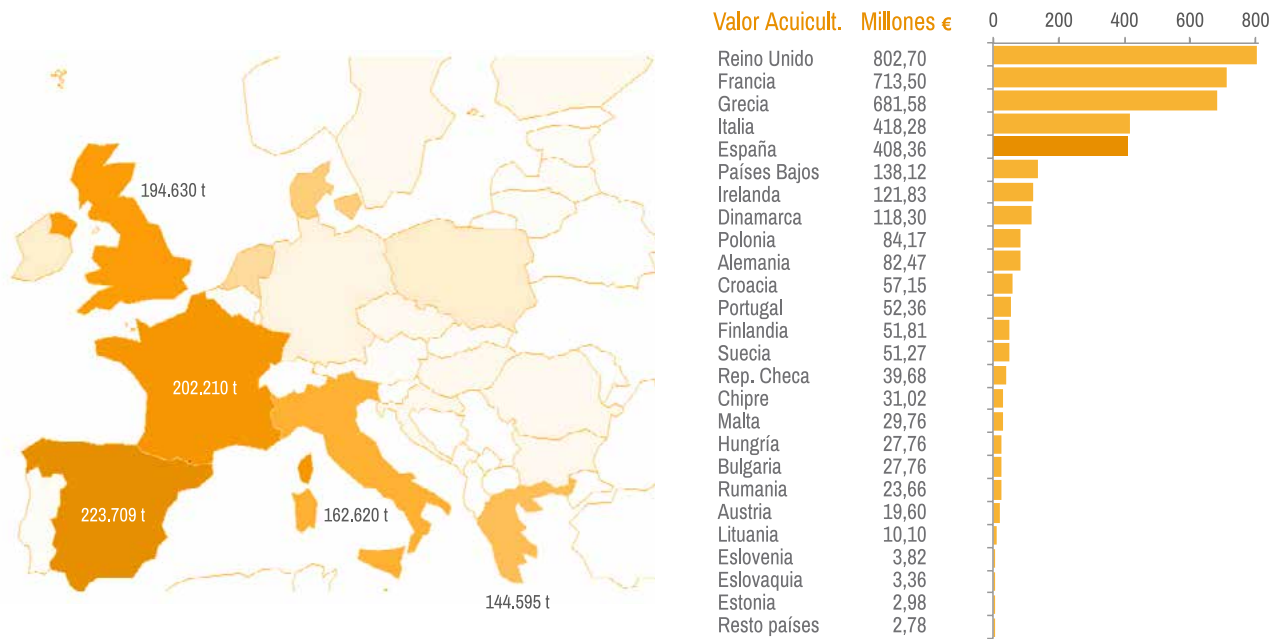 194.630 t
202.210 t
223.709 t
162.620 t
144.595 t
Valor Acuicult. Millones €
0 200 400 600 800
Reino Unido 802,70
Francia 713,50
Grecia 681,58
Italia 418,28
España 408,36
Países Bajos 138,12
Irelanda 121,83
Dinamarca 118,30
Polonia 84,17
Alemania 82,47
Croacia 57,15
Portugal 52,36
Finlandia 51,81
Suecia 51,27
Rep. Checa 39,68
Chipre 31,02
Malta 29,76
Hungría 27,76
Bulgaria 27,76
Rumania 23,66
Austria 19,60
Lituania 10,10
Eslovenia 3,82
Eslovaquia 3,36
Estonia 2,98
Resto países 2,78